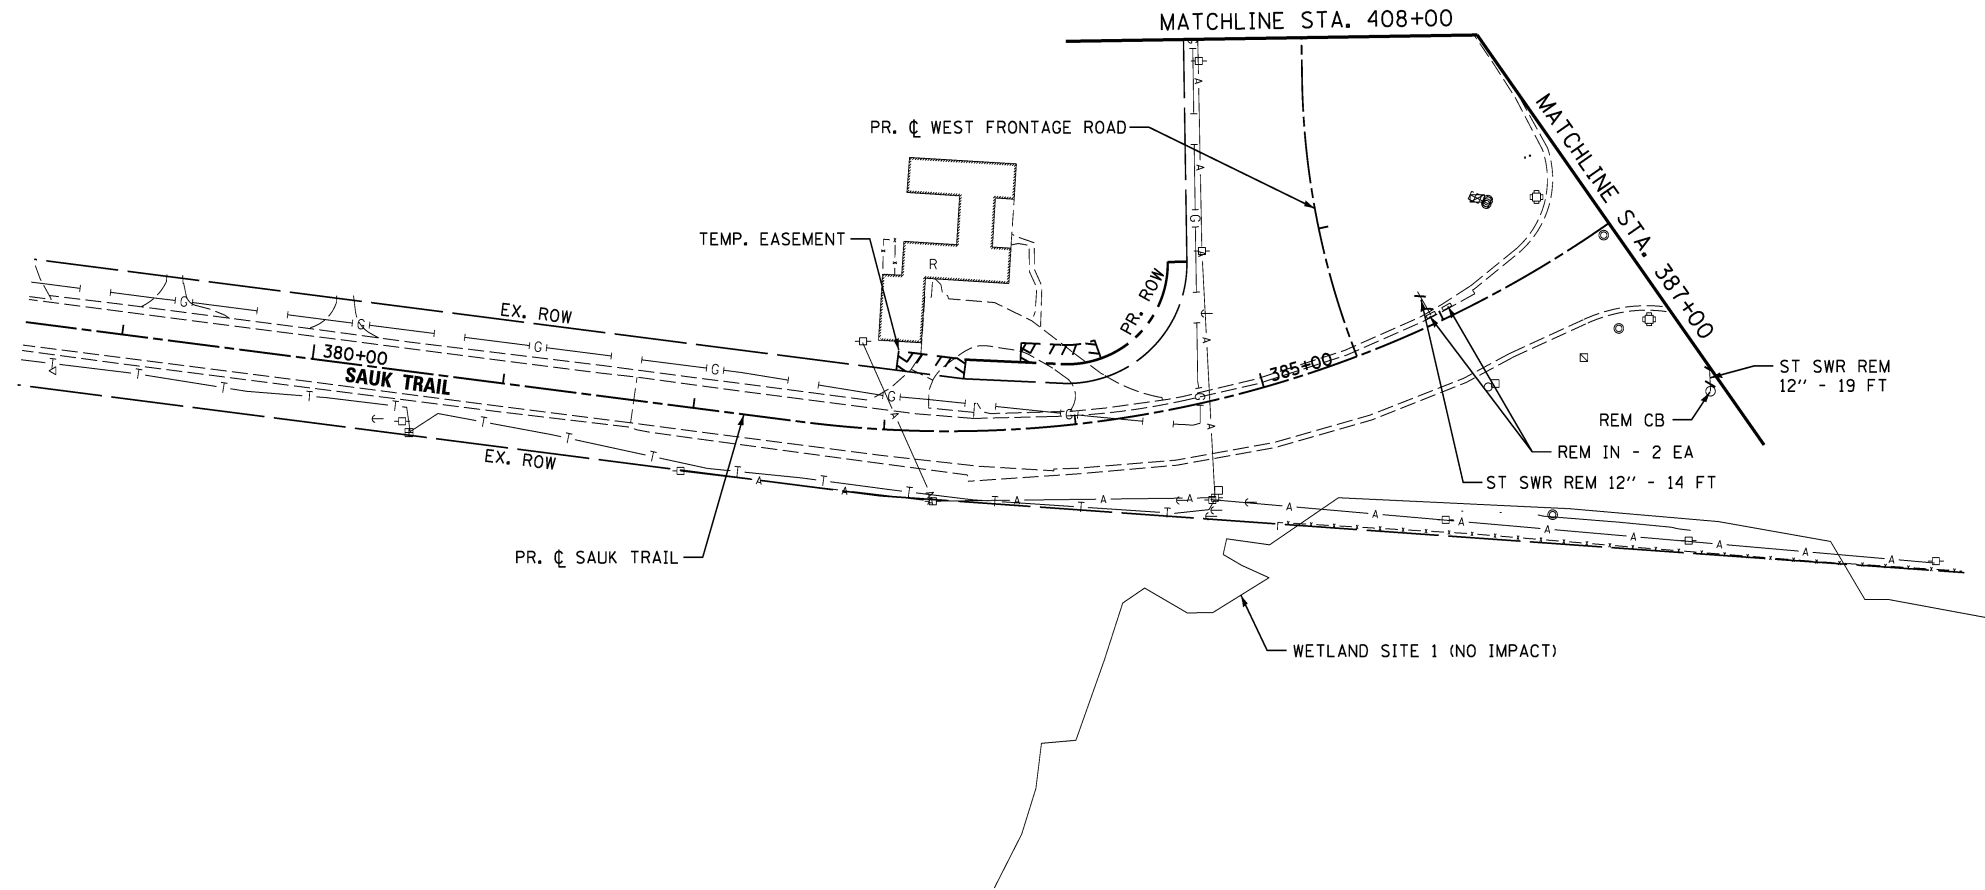 MATCHLINE STA. 408+00
MATCHLINE STA. 387+00
PR. ℄ WEST FRONTAGE ROAD
TEMP. EASEMENT
R
PR. ROW
EX. ROW
380+00
SAUK TRAIL
385+00
ST SWR REM
12" - 19 FT
REM CB
REM IN - 2 EA
ST SWR REM 12" - 14 FT
EX. ROW
PR. ℄ SAUK TRAIL
WETLAND SITE 1 (NO IMPACT)